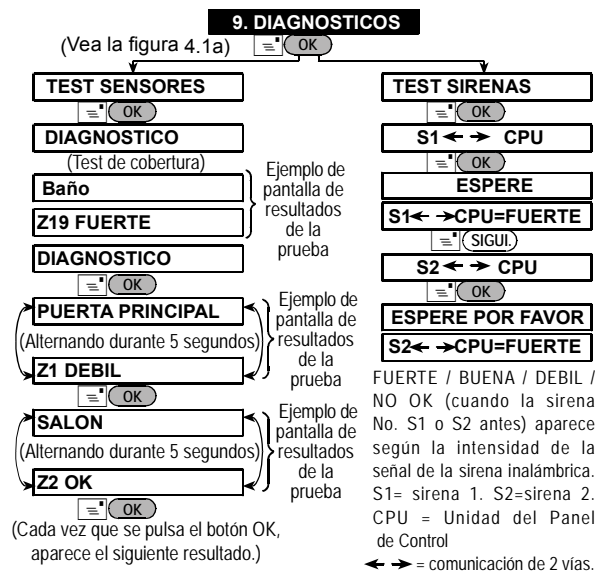 9. DIAGNOSTICOS
(Vea la figura 4.1a)
OK
TEST SENSORES
OK
DIAGNOSTICO
(Test de cobertura)
Baño
Z19 FUERTE
Ejemplo de
pantalla de
resultados
de la
prueba
DIAGNOSTICO
OK
PUERTA PRINCIPAL
(Alternando durante 5 segundos)
Z1 DEBIL
Ejemplo de
pantalla de
resultados
de la
prueba
OK
SALON
(Alternando durante 5 segundos)
Z2 OK
Ejemplo de
pantalla de
resultados
de la
prueba
OK
(Cada vez que se pulsa el botón OK,
aparece el siguiente resultado.)
TEST SIRENAS
OK
S1 ← → CPU
OK
ESPERE
S1← →CPU=FUERTE
SIGUI.
S2 ← → CPU
OK
ESPERE POR FAVOR
S2← →CPU=FUERTE
FUERTE / BUENA / DEBIL /
NO OK (cuando la sirena
No. S1 o S2 antes) aparece
según la intensidad de la
señal de la sirena inalámbrica.
S1= sirena 1. S2=sirena 2.
CPU = Unidad del Panel
de Control
← → = comunicación de 2 vías.